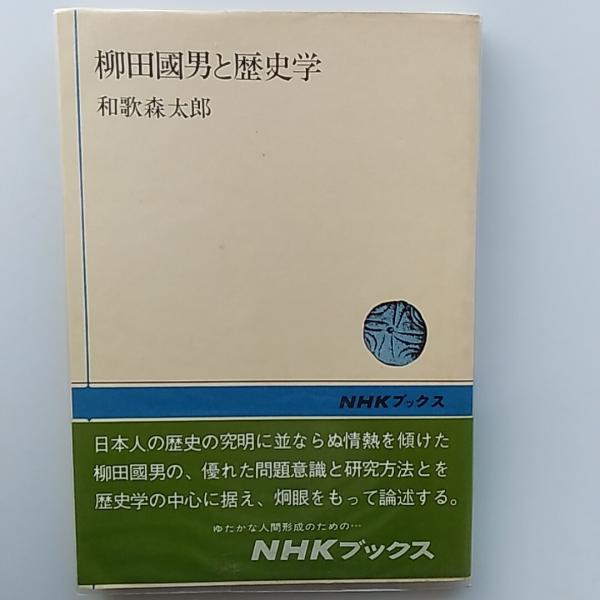 柳田國男と歴史学
和歌森太郎
NHKブックス
日本人の歴史の究明に並ならぬ情熱を傾けた
柳田國男の、優れた問題意識と研究方法とを
歴史学の中心に据え、炯眼をもって論述する。
ゆたかな人間形成のための…
NHKブックス